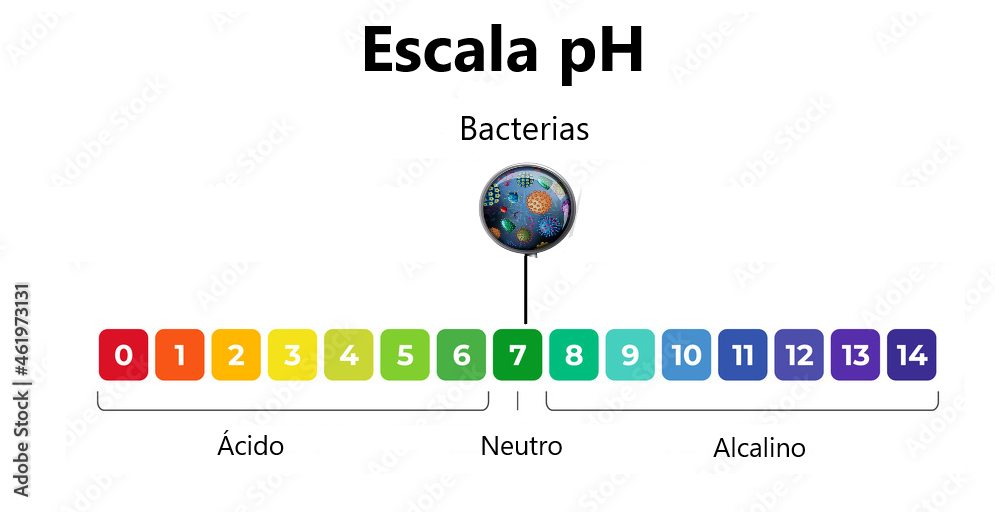 Escala pH
Bacterias
0 1 2 3 4 5 6 7 8 9 10 11 12 13 14
Ácido Neutro Alcalino
Adobe Stock | #461973131